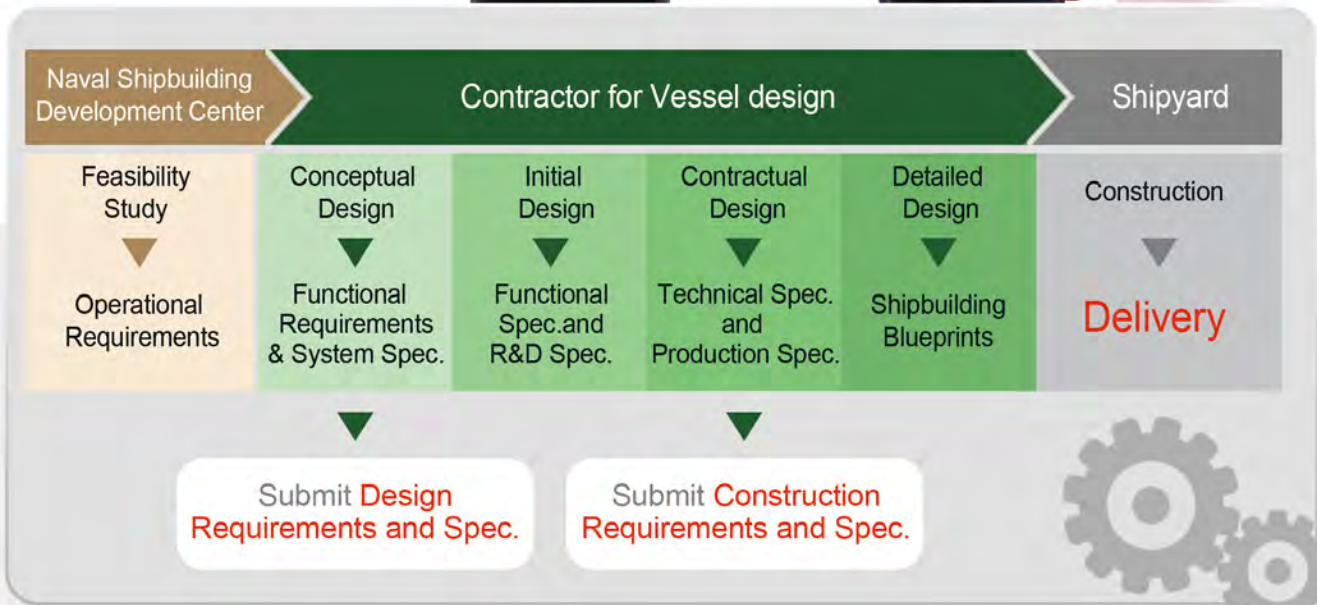 Naval Shipbuilding
Development Center
Contractor for Vessel design
Shipyard
Feasibility
Study
Operational
Requirements
Conceptual
Design
Functional
Requirements
& System Spec.
Initial
Design
Functional
Spec.and
R&D Spec.
Contractual
Design
Technical Spec.
and
Production Spec.
Detailed
Design
Shipbuilding
Blueprints
Construction
Delivery
Submit Design
Requirements and Spec.
Submit Construction
Requirements and Spec.